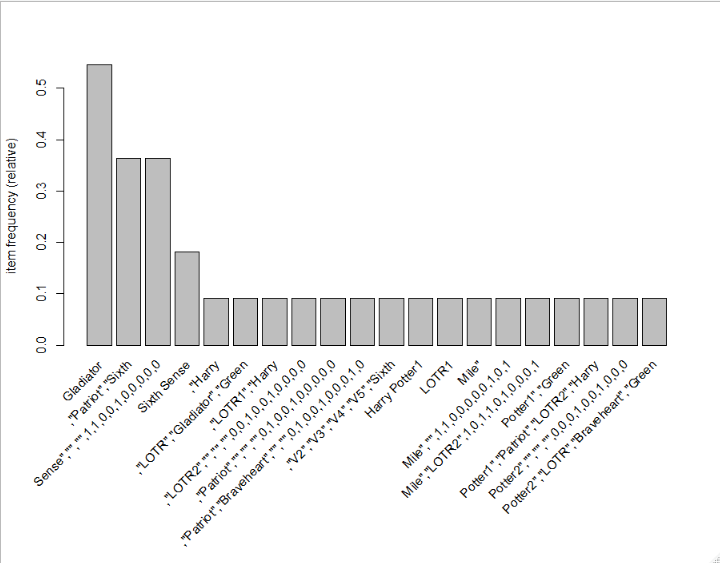 item frequency (relative)
0.5
0.4
0.3
0.2
0.1
0.0
Gladiator
,"Patriot","Sixth
Sense","","",1,1,0,0,1,0,0,0,0,0
Sixth Sense
,"Harry
,"LOTR","Gladiator","Green
,"LOTR1","Harry
,"LOTR2","","","",0,0,1,0,0,1,0,0,0,0
,"Patriot","","","",0,1,0,0,1,0,0,0,0,0
,"Patriot","Braveheart","","",0,1,0,0,1,0,0,0,1,0
,"V2","V3","V4","V5","Sixth
Harry Potter1
LOTR1
Mile"
Mile","",1,1,0,0,0,0,0,1,0,1
Mile","LOTR2",1,0,1,1,0,1,0,0,0,1
Potter1","Green
Potter1","Patriot","LOTR2","Harry
Potter2","","","",0,0,0,1,0,0,1,0,0,0
Potter2","LOTR","Braveheart","Green